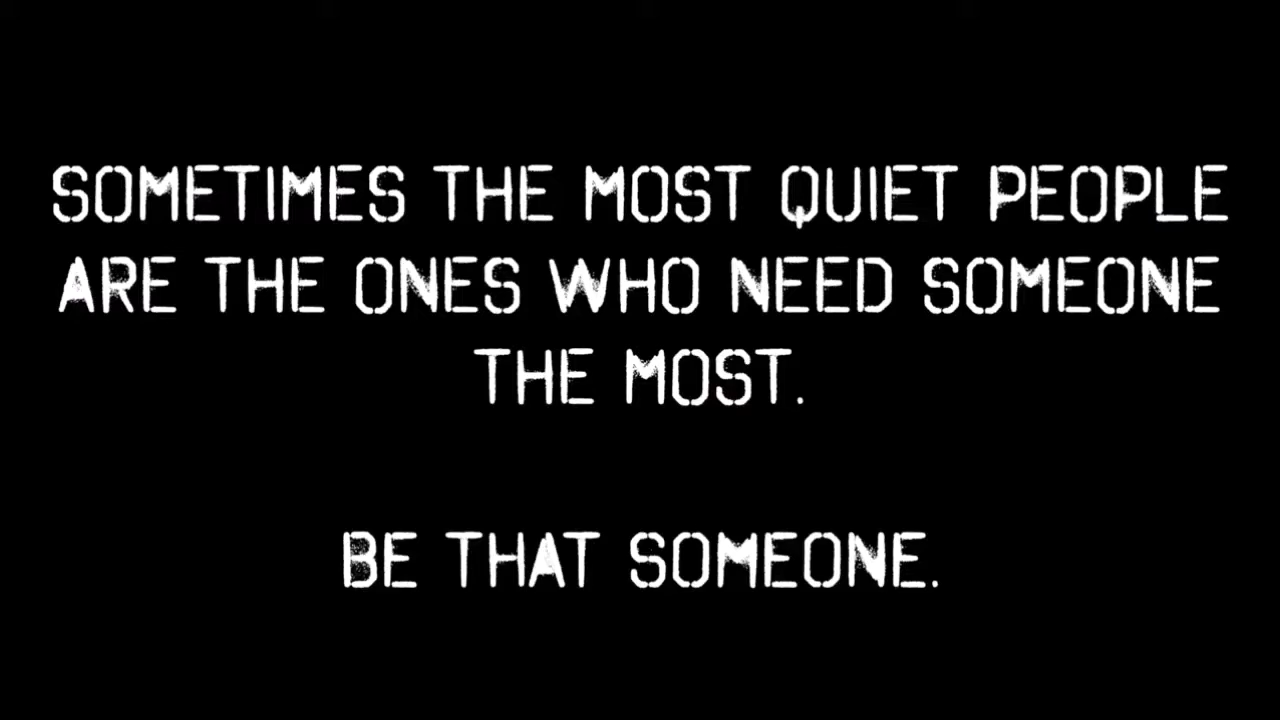 SOMETIMES THE MOST QUIET PEOPLE
ARE THE ONES WHO NEED SOMEONE
THE MOST.
BE THAT SOMEONE.